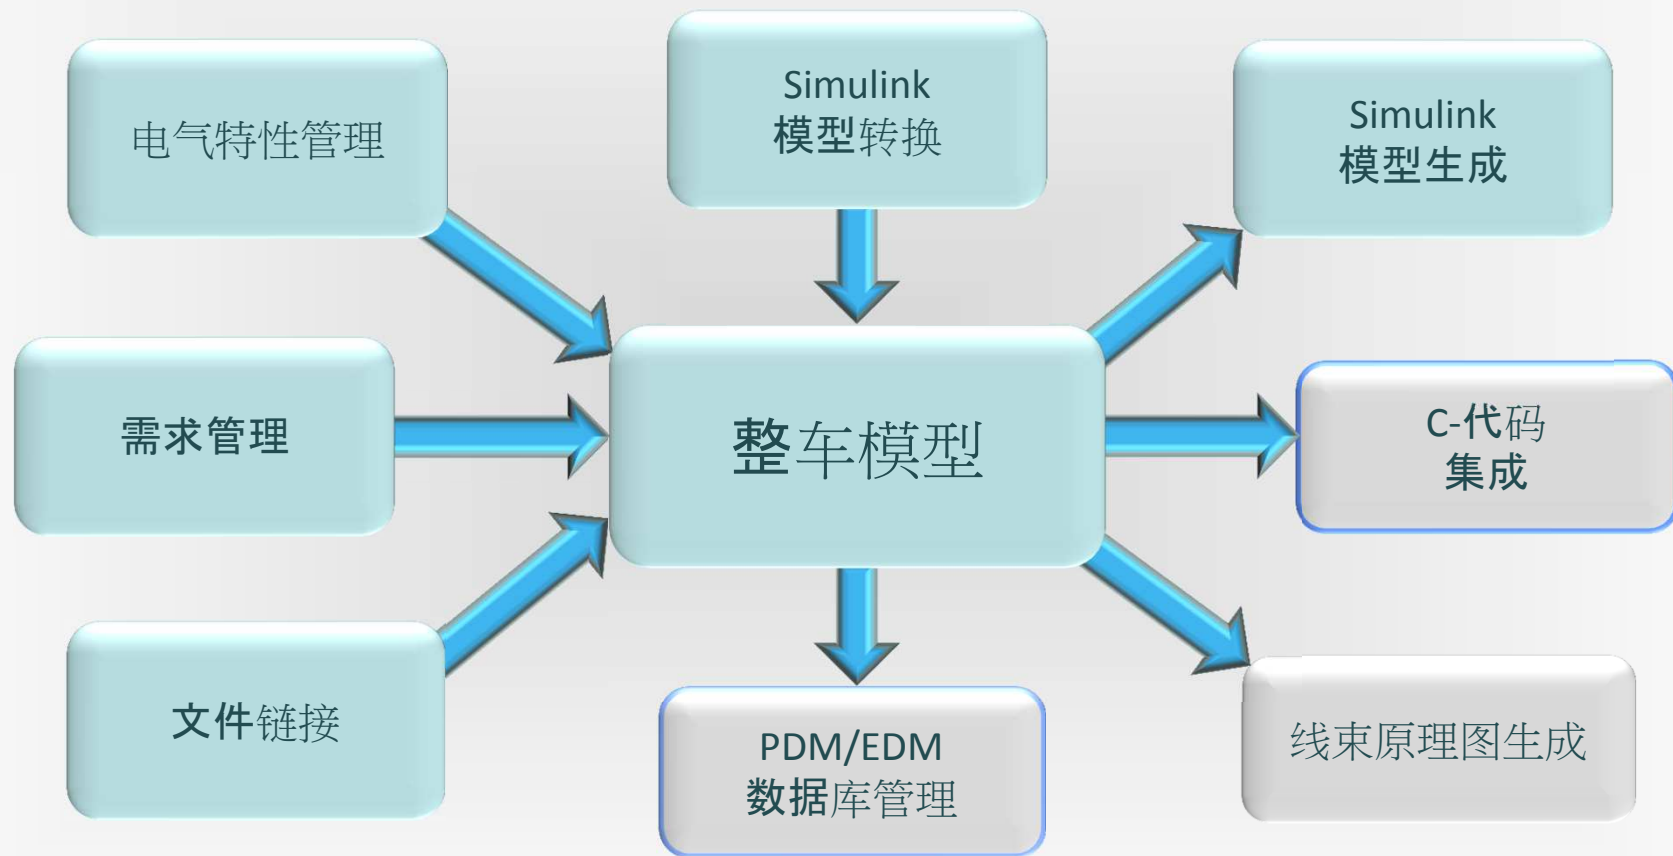 电气特性管理
Simulink
模型转换
Simulink
模型生成
需求管理
整车模型
C-代码
集成
文件链接
PDM/EDM
数据库管理
线束原理图生成